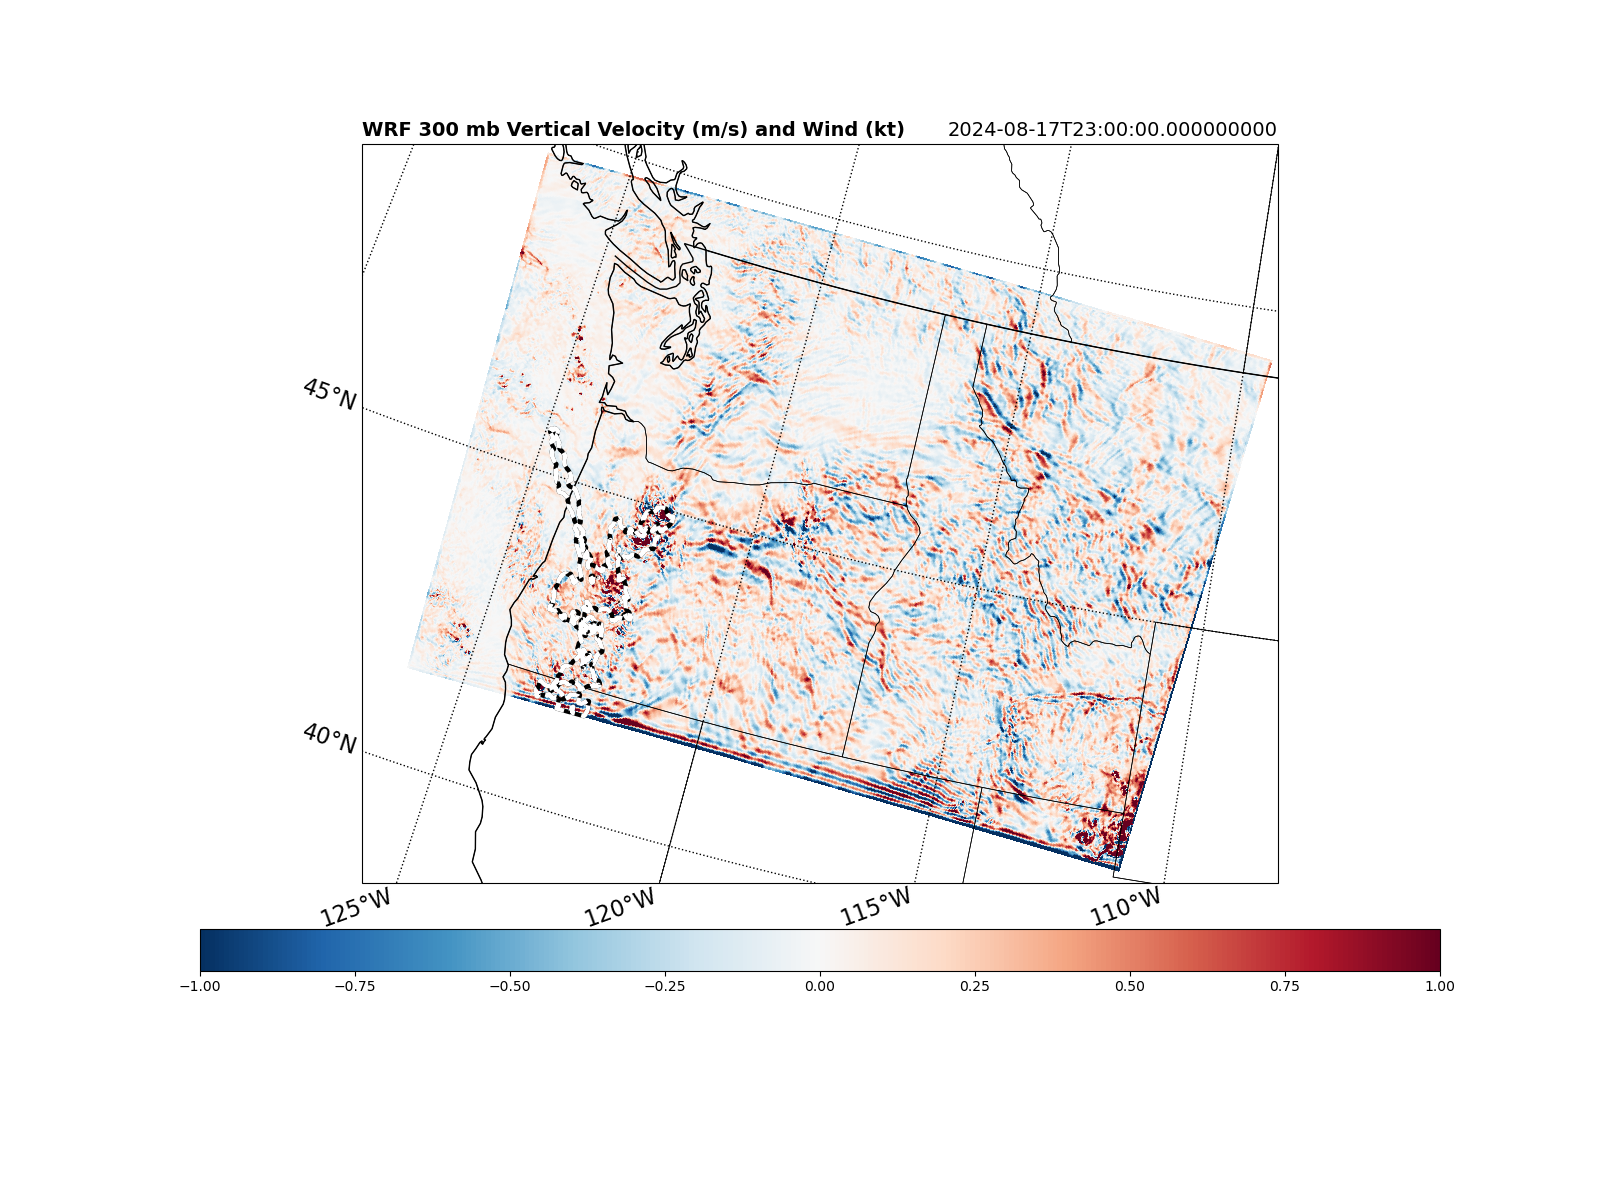 WRF 300 mb Vertical Velocity (m/s) and Wind (kt) 2024-08-17T23:00:00.000000000
45°N
40°N
125°W 120°W 115°W 110°W
−1.00 −0.75 −0.50 −0.25 0.00 0.25 0.50 0.75 1.00